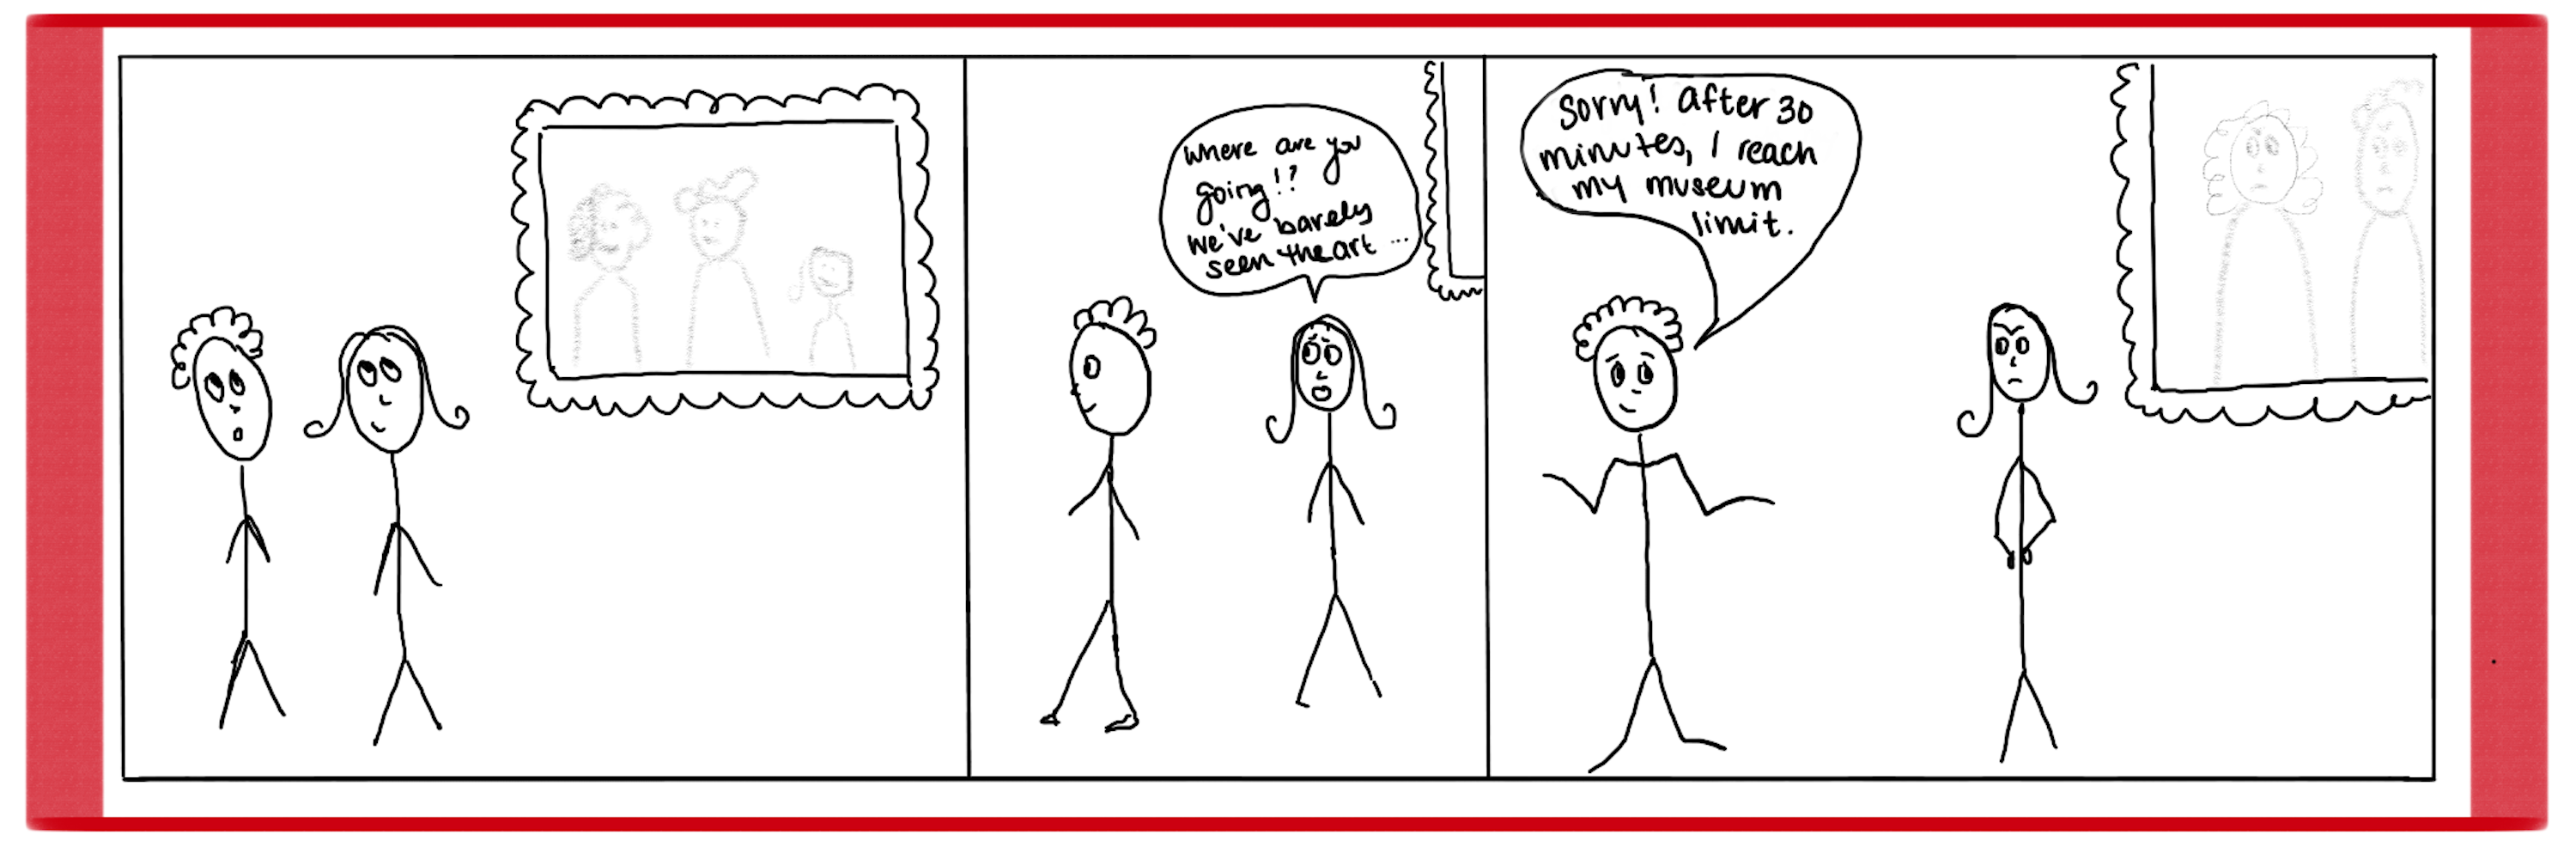 where are you
going!?
we've barely
seen the art ...
Sorry! After 30
minutes, I reach
my museum
limit.